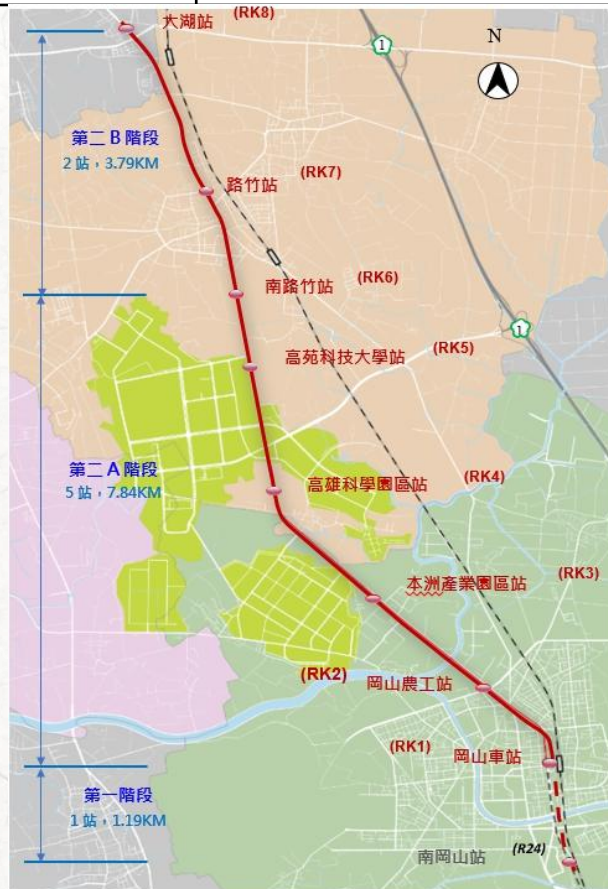 大湖站 (RK8)
1
N
第二 B 階段
2 站，3.79KM
路竹站 (RK7)
南路竹站 (RK6)
1
高苑科技大學站 (RK5)
第二 A 階段
5 站，7.84KM
高雄科學園區站 (RK4)
本洲產業園區站 (RK3)
(RK2) 岡山農工站
(RK1) 岡山車站
第一階段
1 站，1.19KM
南岡山站 (R24)